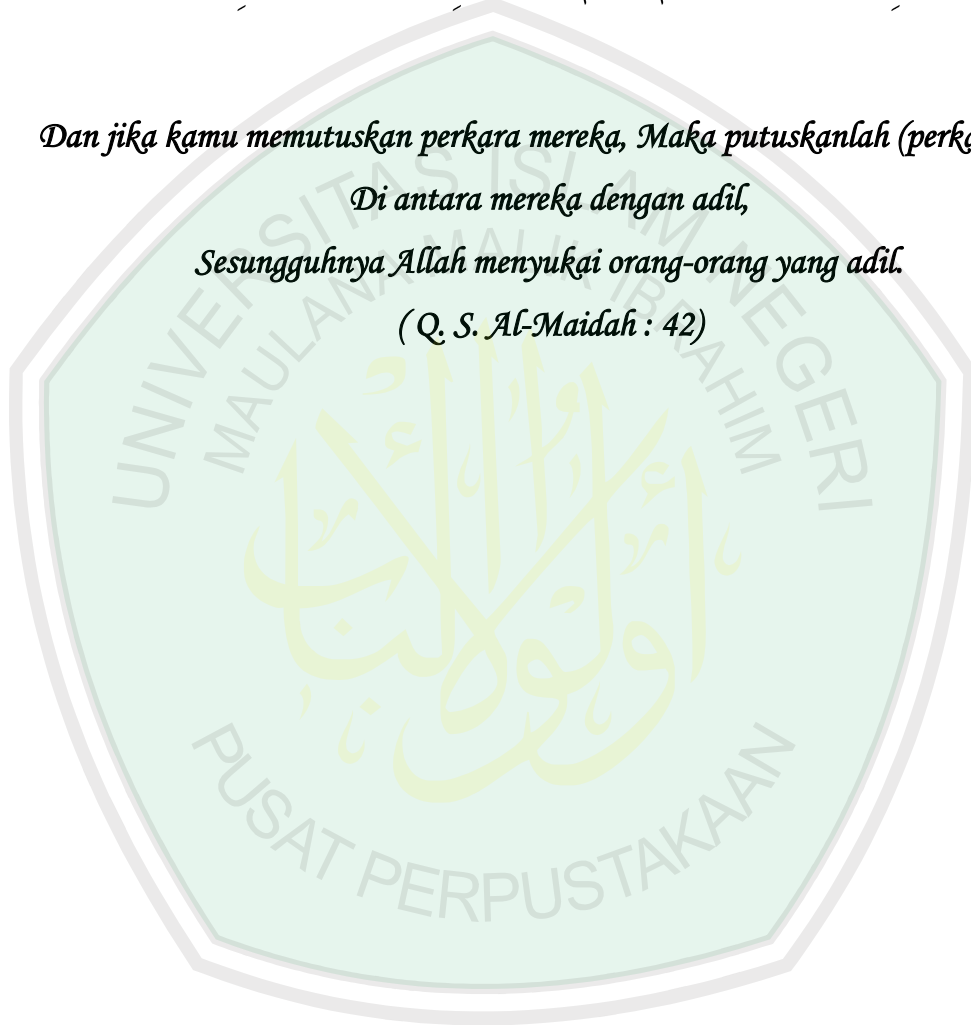 Dan jika kamu memutuskan perkara mereka, Maka putuskanlah (perka
Di antara mereka dengan adil,
Sesungguhnya Allah menyukai orang-orang yang adil.
( Q. S. Al-Maidah : 42)
UNIVERSITAS ISLAM NEGERI
MAULANA MALIK IBRAHIM
PUSAT PERPUSTAKAAN